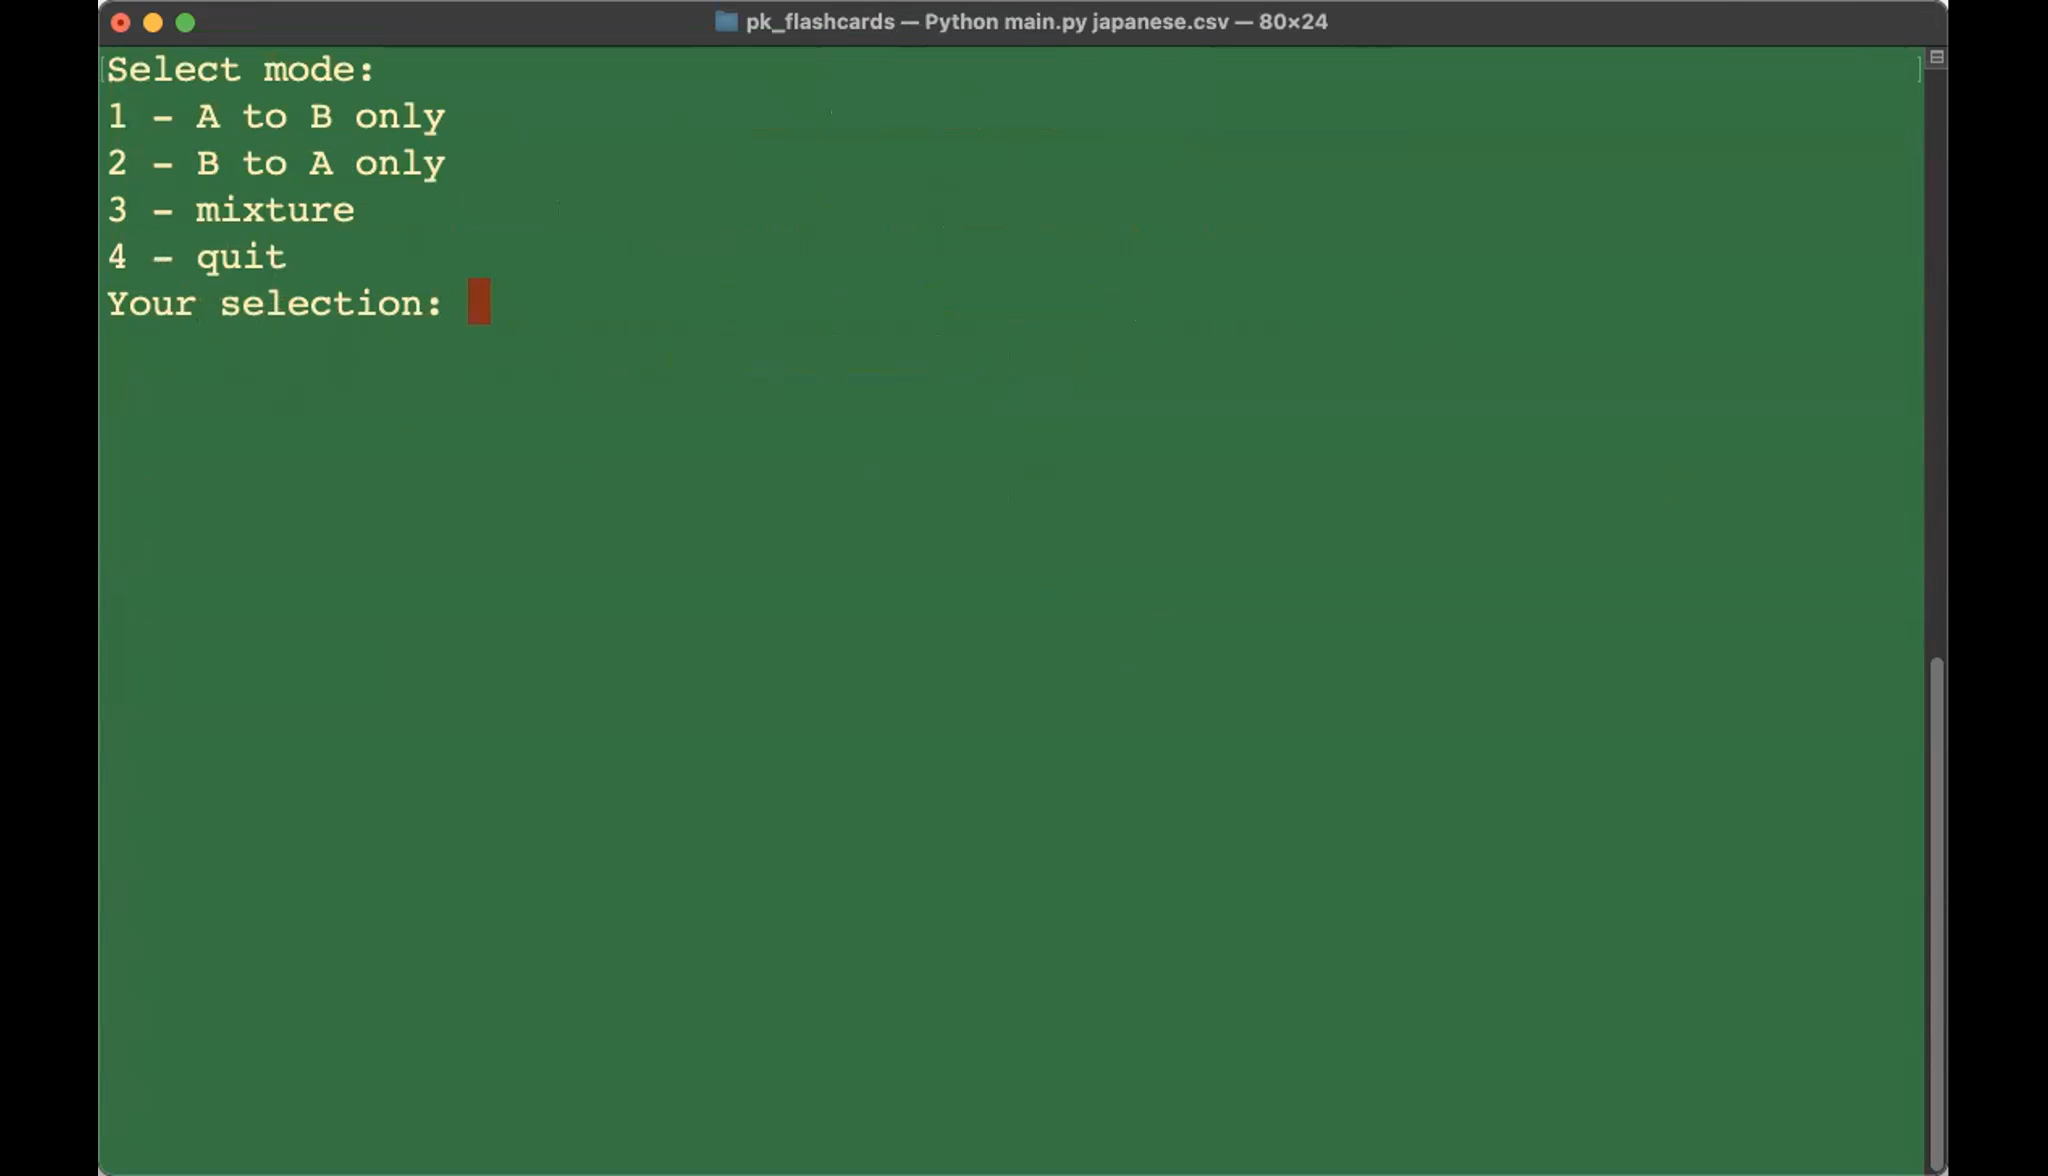 pk_flashcards — Python main.py japanese.csv — 80×24
Select mode:
1 - A to B only
2 - B to A only
3 - mixture
4 - quit
Your selection: